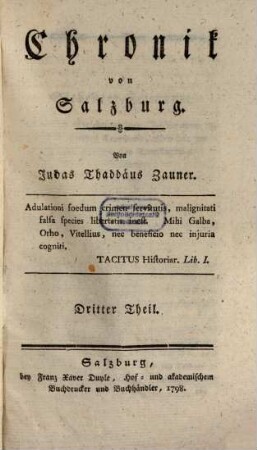 Chronik
von
Salzburg.
Von
Judas Thaddäus Zauner.
Adulationi foedum crimen servitutis, malignitati
falsa species libertatis inest. Mihi Galba,
Otho, Vitellius, nec beneficio nec injuria
cogniti.
TACITUS Historiar. Lib. I.
Dritter Theil.
Salzburg,
bey Franz Xaver Duyle, Hof- und akademischem
Buchdrucker und Buchhändler, 1798.